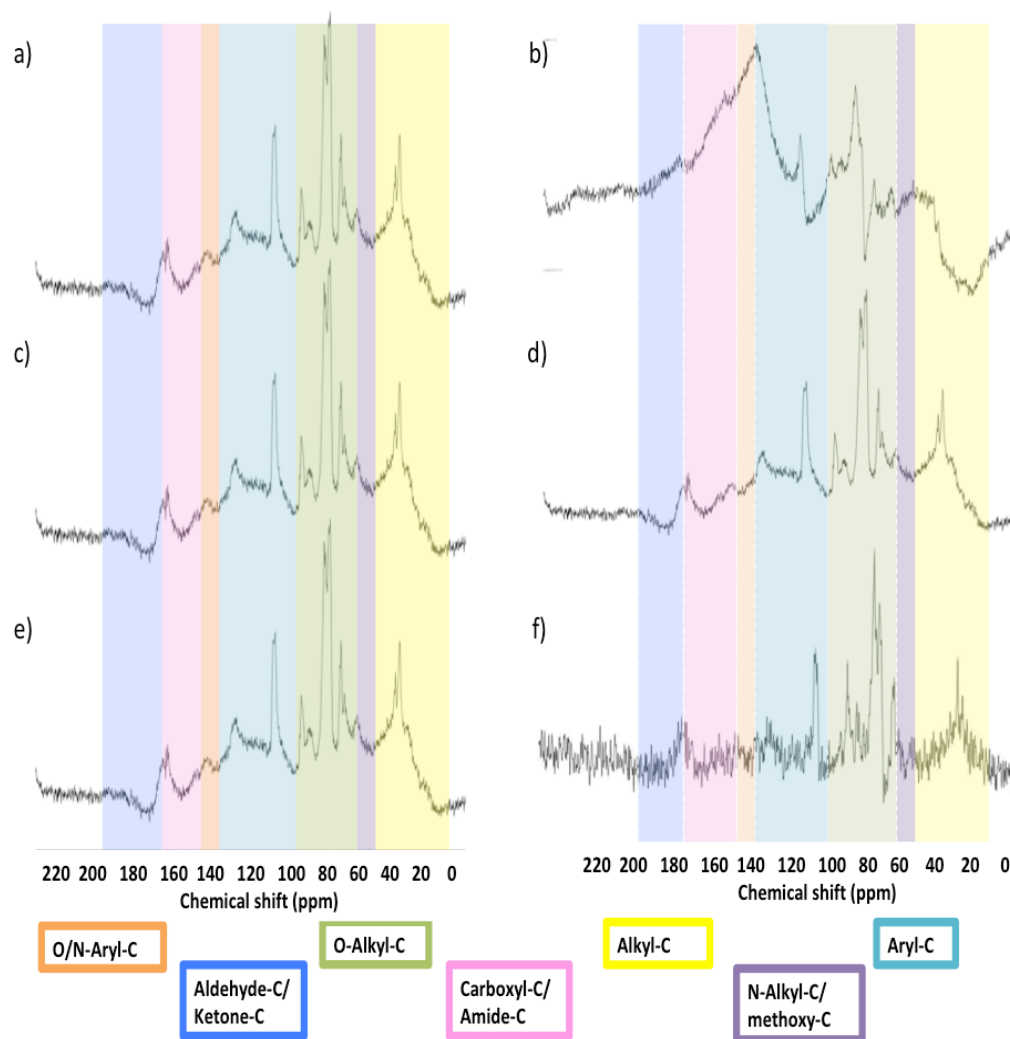 a)
b)
c)
d)
e)
f)
220 200 180 160 140 120 100 80 60 40 20 0
Chemical shift (ppm)
220 200 180 160 140 120 100 80 60 40 20 0
Chemical shift (ppm)
O/N-Aryl-C
O-Alkyl-C
Alkyl-C
Aryl-C
Aldehyde-C/
Ketone-C
Carboxyl-C/
Amide-C
N-Alkyl-C/
methoxy-C